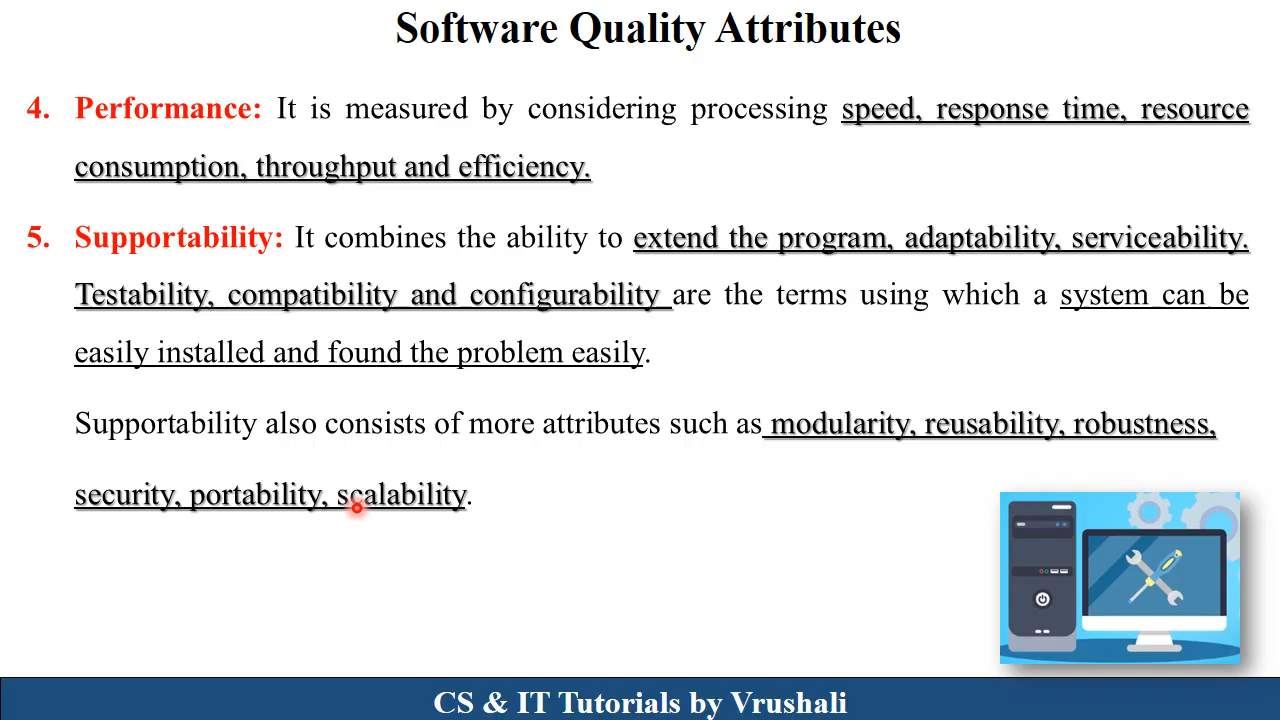 Software Quality Attributes
4. Performance: It is measured by considering processing speed, response time, resource
consumption, throughput and efficiency.
5. Supportability: It combines the ability to extend the program, adaptability, serviceability.
Testability, compatibility and configurability are the terms using which a system can be
easily installed and found the problem easily.
Supportability also consists of more attributes such as modularity, reusability, robustness,
security, portability, scalability.
CS & IT Tutorials by Vrushali